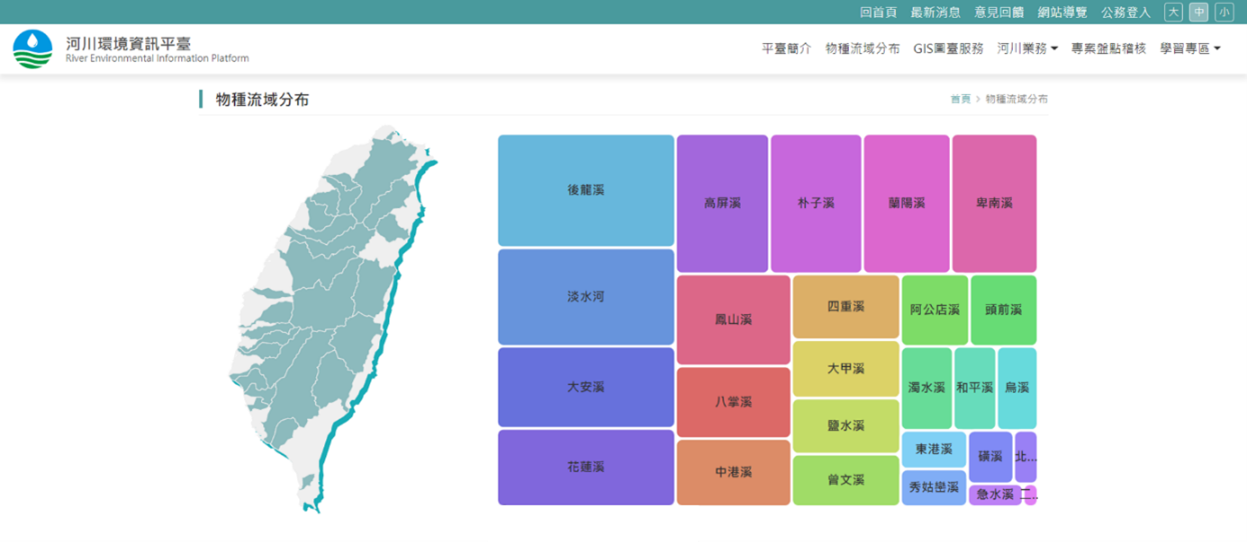 回首頁 最新消息 意見回饋 網站導覽 公務登入 大 中 小
河川環境資訊平臺
River Environmental Information Platform
平臺簡介 物種流域分布 GIS圖臺服務 河川業務 專案盤點稽核 學習專區
物種流域分布
首頁 > 物種流域分布
後龍溪
淡水河
大安溪
花蓮溪
高屏溪
朴子溪
蘭陽溪
卑南溪
鳳山溪
八掌溪
中港溪
四重溪
大甲溪
鹽水溪
曾文溪
阿公店溪
頭前溪
濁水溪
和平溪
烏溪
東港溪
秀姑巒溪
磺溪
北...
急水溪
二...